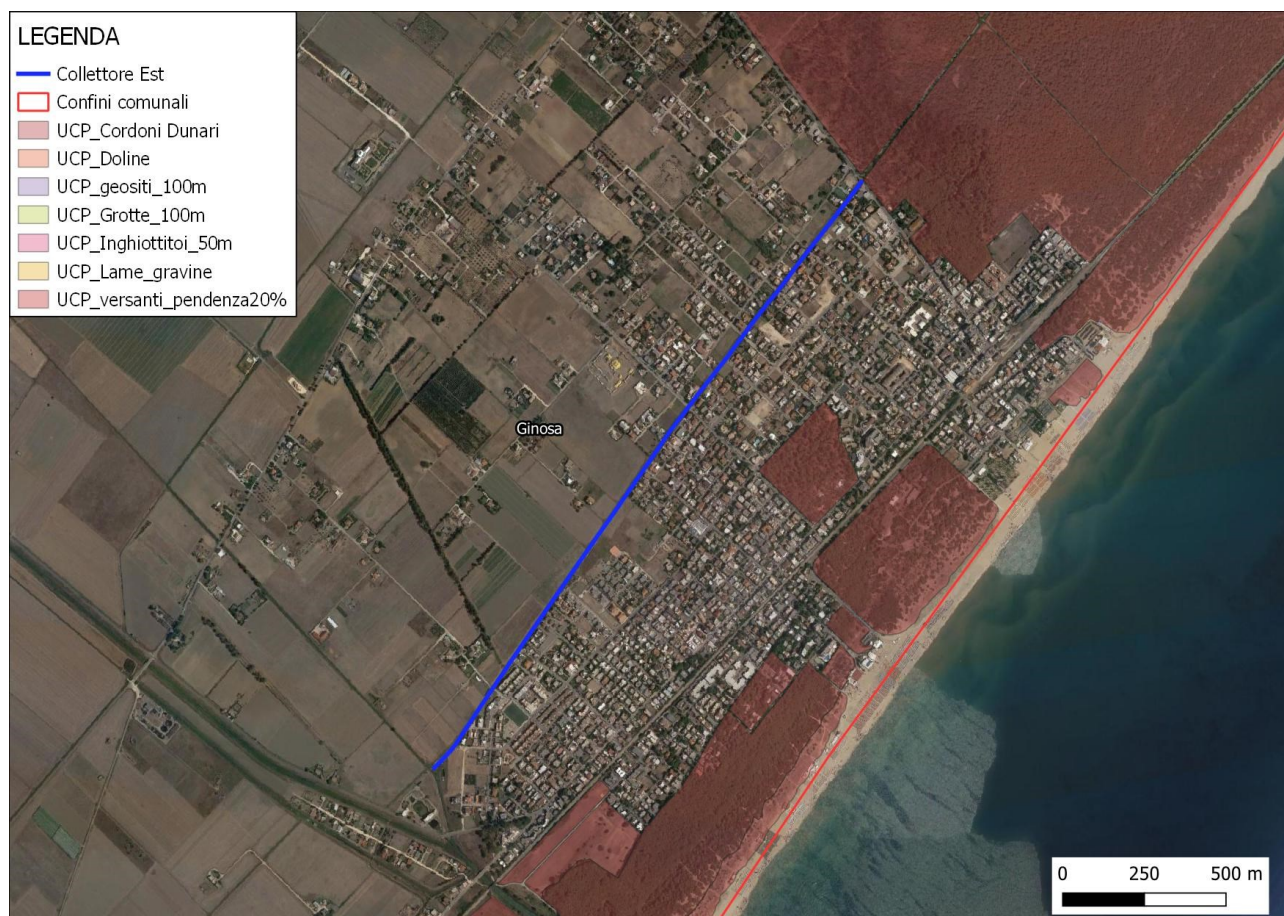 LEGENDA
Collettore Est
Confini comunali
UCP_Cordoni Dunari
UCP_Doline
UCP_geositi_100m
UCP_Grotte_100m
UCP_Inghiottitoi_50m
UCP_Lame_gravine
UCP_versanti_pendenza20%
Ginosa
0 250 500 m